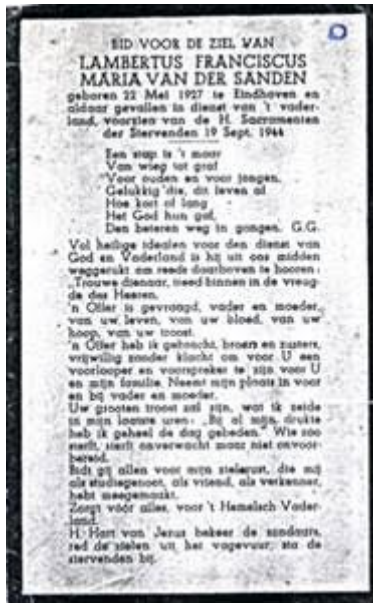 BID VOOR DE ZIEL VAN
LAMBERTUS FRANCISCUS
MARIA VAN DER SANDEN
geboren 22 Mei 1927 te Eindhoven en
aldaar gevallen in dienst van 't vader-
land, voorzien van de H. Sacramenten
der Stervenden 19 Sept. 1944
Een stap is 't maar
Van wieg tot graf
Voor ouden en voor jongen,
Gelukkig die, dit leven af
Hoe kort of lang
Het God hun gaf,
Den beteren weg in gongen. G.G.
Vol heilige idealen voor den dienst van
God en Vaderland is hij uit ons midden
weggerukt om reeds daarboven te hooren:
„Trouwe dienaar, treed binnen in de vreug-
de des Heeren.
'n Offer is gevraagd, vader en moeder,
van uw leven, van uw bloed, van uw
hoop, van uw troost.
'n Offer heb ik gebracht, broers en zusters,
vrijwillig zonder klacht om voor U een
voorlooper en voorspreker te zijn voor U
en mijn familie. Neemt mijn plaats in voor
en bij vader en moeder.
Uw grooten troost zal zijn, wat ik zeide
in mijn laatste uren: „Bij al mijn drukte
heb ik geheel de dag gebeden." Wie zoo
sterft, sterft onverwacht maar niet onvoor-
bereid.
Bidt gij allen voor mijn zielerust, die mij
als studiegenoot, als vriend, als verkenner,
hebt meegemaakt.
Zorgt vóór alles, voor 't Hemelsch Vader-
land.
H. Hart van Jezus bekeer de zondaars,
red de zielen uit het vagevuur, sta de
stervenden bij.